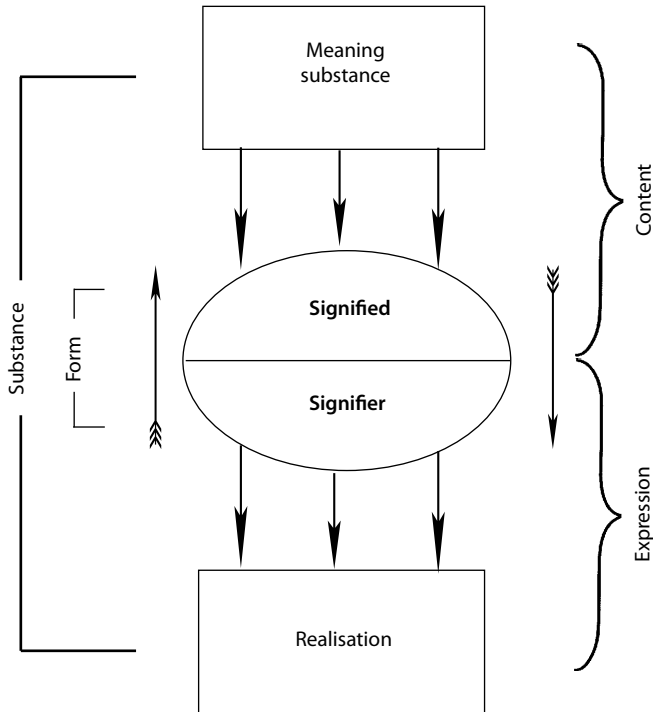 Meaning
substance
Content
Signified
Substance
Form
Signifier
Expression
Realisation